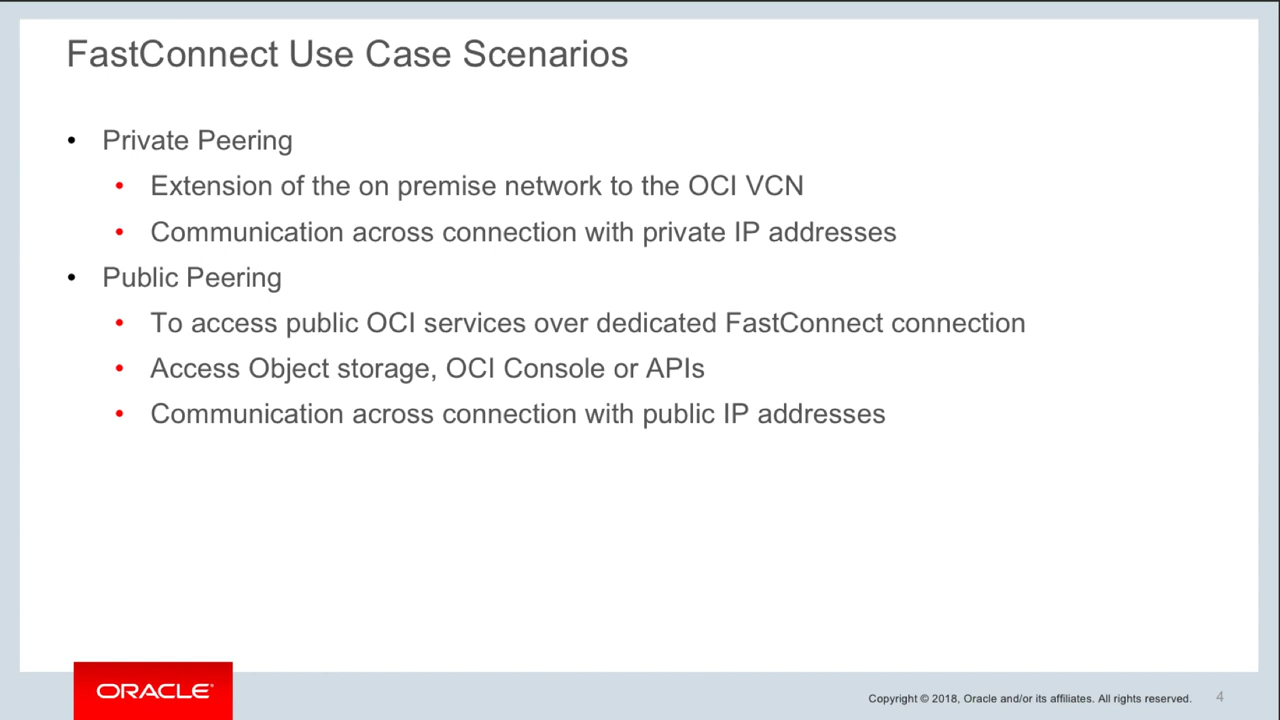 FastConnect Use Case Scenarios
• Private Peering
• Extension of the on premise network to the OCI VCN
• Communication across connection with private IP addresses
• Public Peering
• To access public OCI services over dedicated FastConnect connection
• Access Object storage, OCI Console or APIs
• Communication across connection with public IP addresses
ORACLE®
Copyright © 2018, Oracle and/or its affiliates. All rights reserved. 4